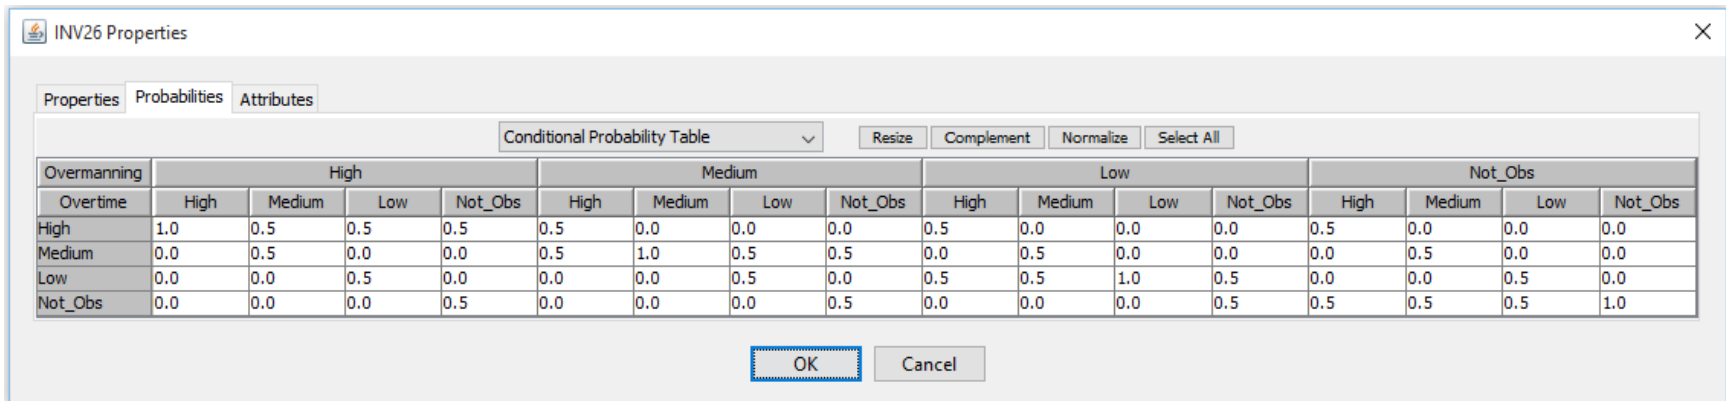 INV26 Properties
Properties Probabilities Attributes
Conditional Probability Table Resize Complement Normalize Select All
Overmanning High Medium Low Not_Obs
Overtime High Medium Low Not_Obs High Medium Low Not_Obs High Medium Low Not_Obs High Medium Low Not_Obs
High 1.0 0.5 0.5 0.5 0.5 0.0 0.0 0.0 0.5 0.0 0.0 0.0 0.5 0.0 0.0 0.0
Medium 0.0 0.5 0.0 0.0 0.5 1.0 0.5 0.5 0.0 0.5 0.0 0.0 0.0 0.5 0.0 0.0
Low 0.0 0.0 0.5 0.0 0.0 0.0 0.5 0.0 0.5 0.5 1.0 0.5 0.0 0.0 0.5 0.0
Not_Obs 0.0 0.0 0.0 0.5 0.0 0.0 0.0 0.5 0.0 0.0 0.0 0.5 0.5 0.5 0.5 1.0
OK Cancel